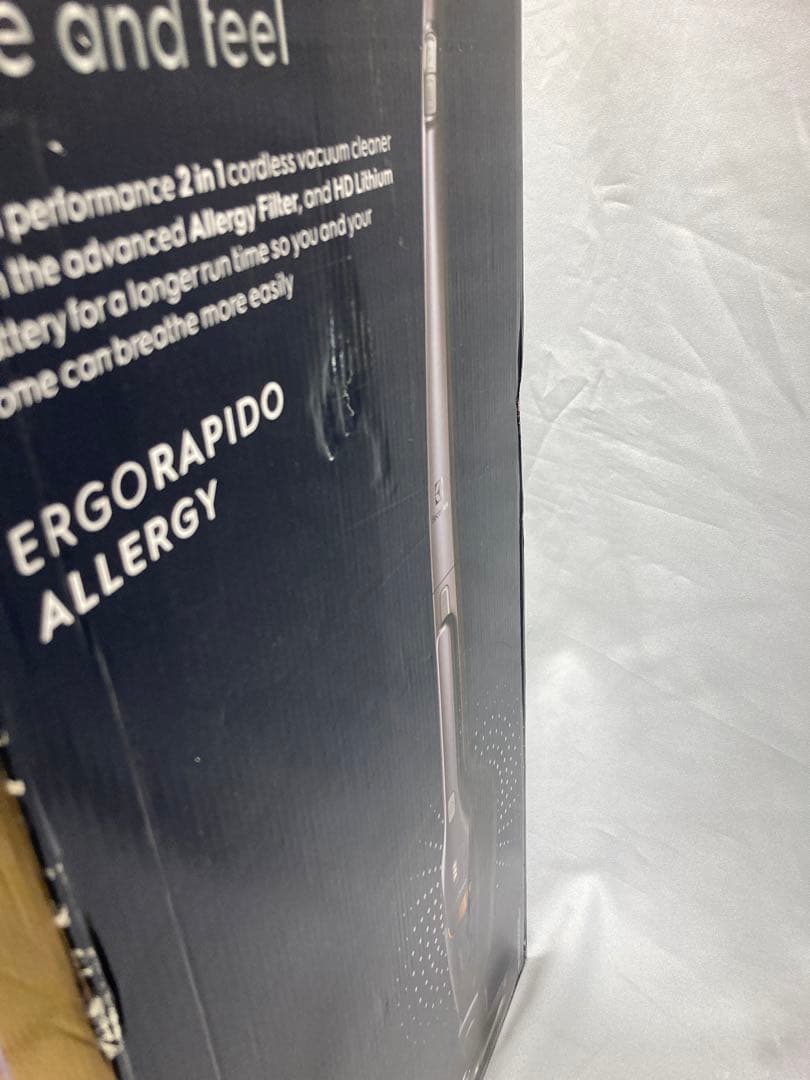 e and feel
performance 2 in 1 cordless vacuum cleaner
the advanced Allergy Filter, and HD Lithium
ttery for a longer run time so you and your
ome can breathe more easily
ERGORAPIDO
ALLERGY